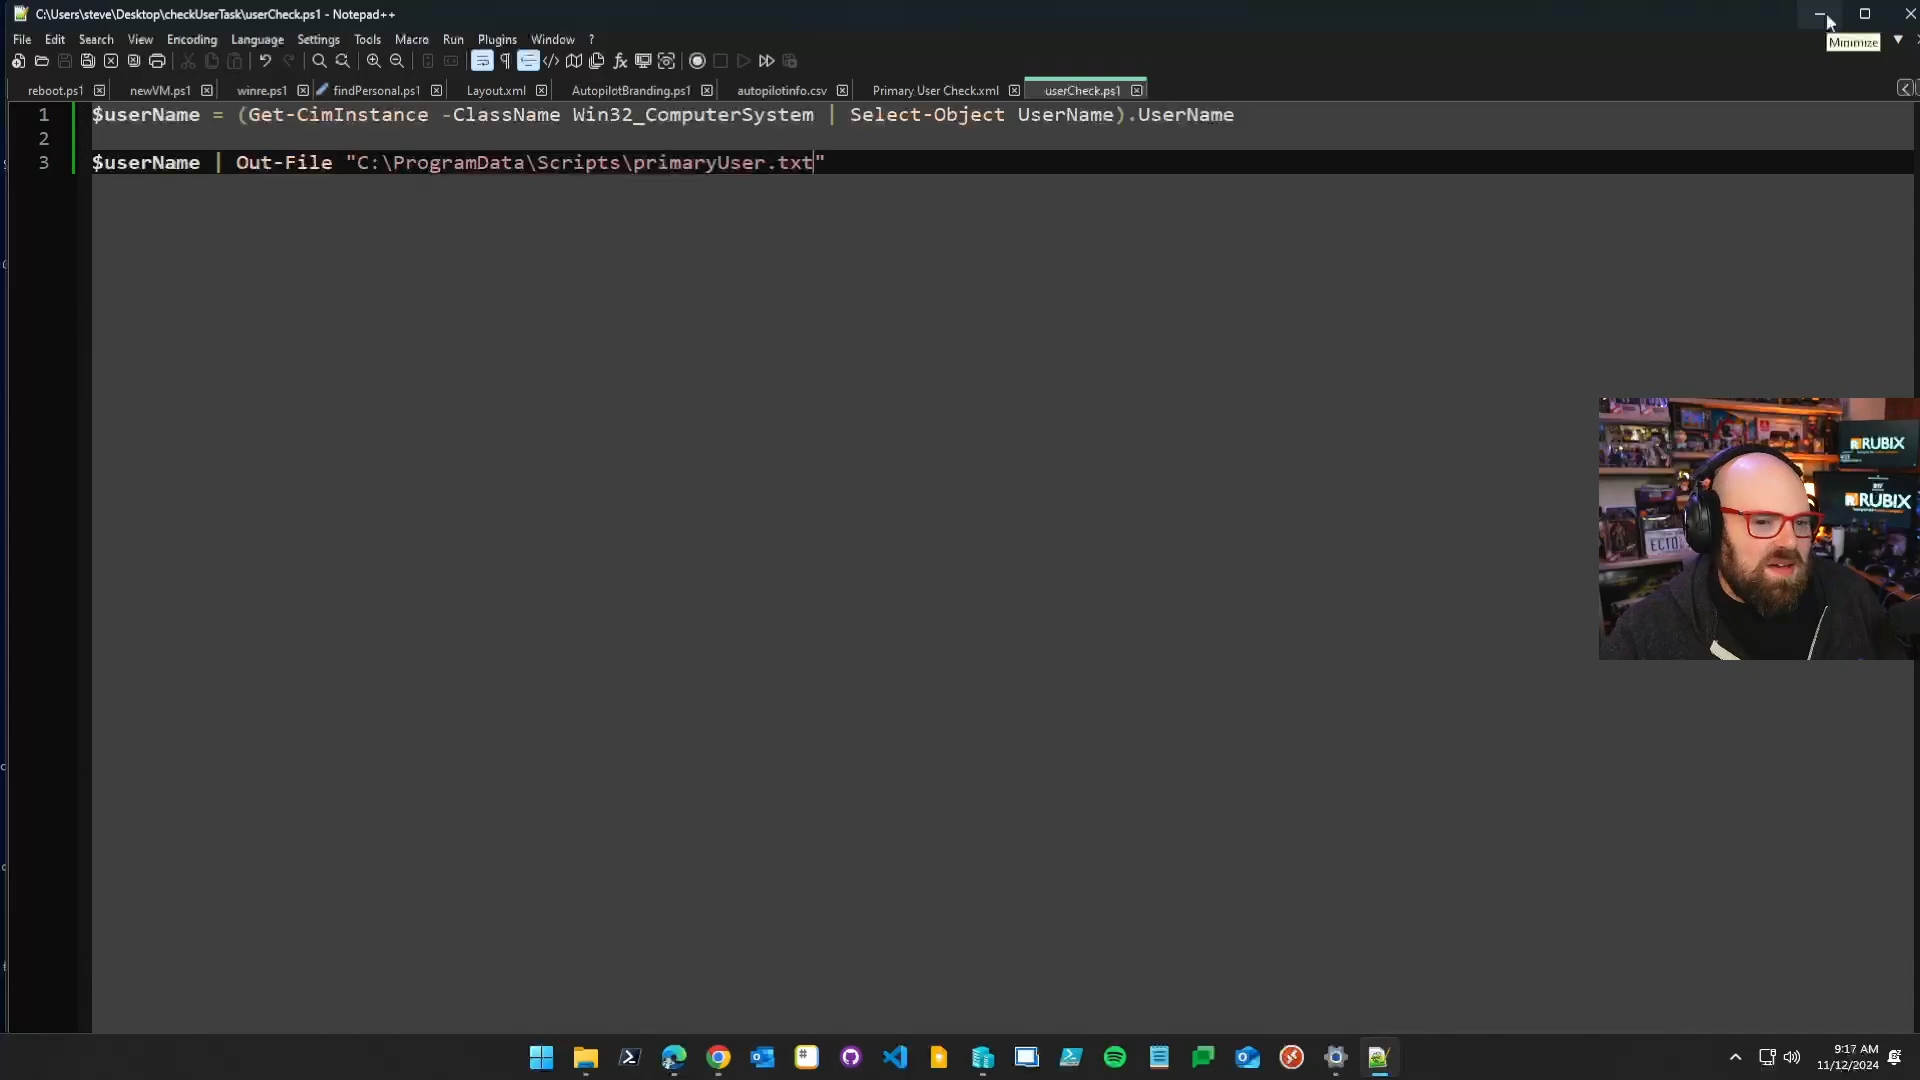 C:\Users\steve\Desktop\checkUserTask\userCheck.ps1 - Notepad++
File Edit Search View Encoding Language Settings Tools Macro Run Plugins Window ?
Minimize
reboot.ps1 newVM.ps1 winre.ps1 findPersonal.ps1 Layout.xml AutopilotBranding.ps1 autopilotinfo.csv Primary User Check.xml userCheck.ps1
1 $userName = (Get-CimInstance -ClassName Win32_ComputerSystem | Select-Object UserName).UserName
2
3 $userName | Out-File "C:\ProgramData\Scripts\primaryUser.txt"
RUBIX
RUBIX
ECTO
9:17 AM
11/12/2024